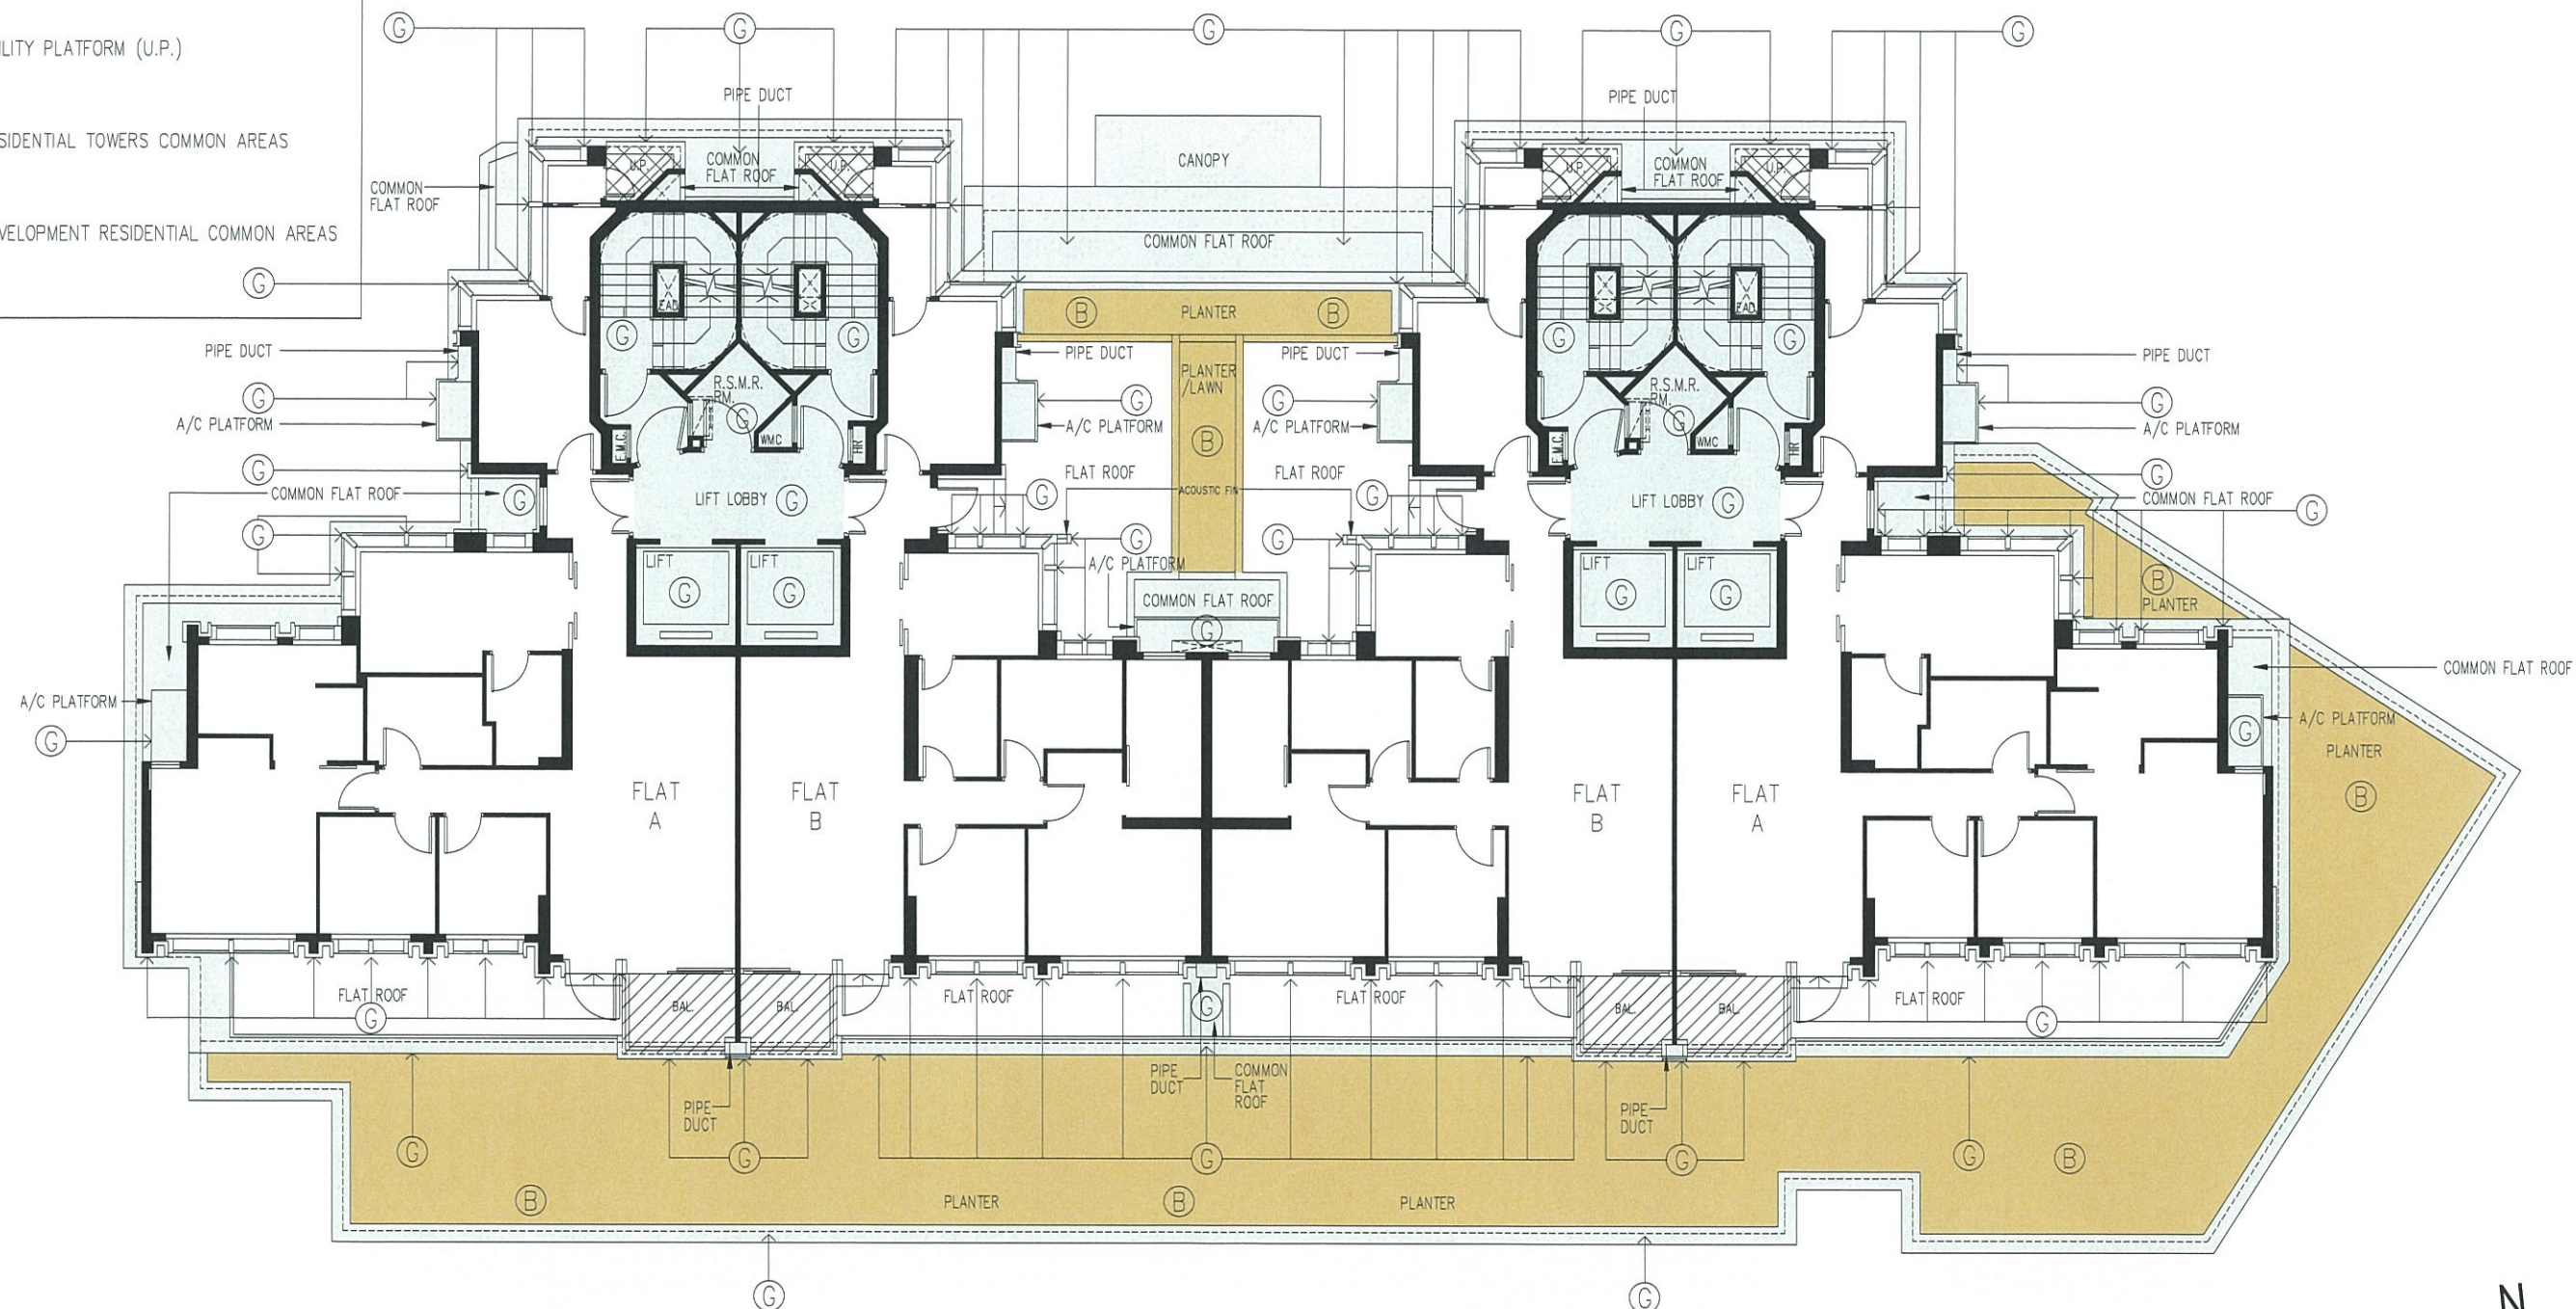 LITY PLATFORM (U.P.)
SIDENTIAL TOWERS COMMON AREAS
VELOPMENT RESIDENTIAL COMMON AREAS
G
G
G
G
G
PIPE DUCT
PIPE DUCT
CANOPY
U.P.
COMMON
FLAT ROOF
U.P.
U.P.
COMMON
FLAT ROOF
U.P.
COMMON
FLAT ROOF
COMMON FLAT ROOF
G
EAD
EAD
B
PLANTER
B
G
G
G
G
PIPE DUCT
PIPE DUCT
PIPE DUCT
PIPE DUCT
PLANTER
/LAWN
R.S.M.R.
RM.
G
R.S.M.R.
RM.
G
G
A/C PLATFORM
G
A/C PLATFORM
G
A/C PLATFORM
G
A/C PLATFORM
E.M.C.
WMC
HR
B
E.M.C.
WMC
HR
G
COMMON FLAT ROOF
G
LIFT LOBBY
G
FLAT ROOF
G
ACOUSTIC FIN
FLAT ROOF
G
LIFT LOBBY
G
G
COMMON FLAT ROOF
G
G
G
G
A/C PLATFORM
LIFT
G
LIFT
G
COMMON FLAT ROOF
G
LIFT
G
LIFT
G
B
PLANTER
COMMON FLAT ROOF
A/C PLATFORM
G
G
A/C PLATFORM
PLANTER
B
FLAT
A
FLAT
B
FLAT
B
FLAT
A
FLAT ROOF
G
BAL.
BAL.
FLAT ROOF
G
FLAT ROOF
BAL.
BAL.
FLAT ROOF
G
PIPE
DUCT
PIPE
DUCT
COMMON
FLAT
ROOF
PIPE
DUCT
G
G
G
G
G
B
B
PLANTER
B
PLANTER
G
G
N